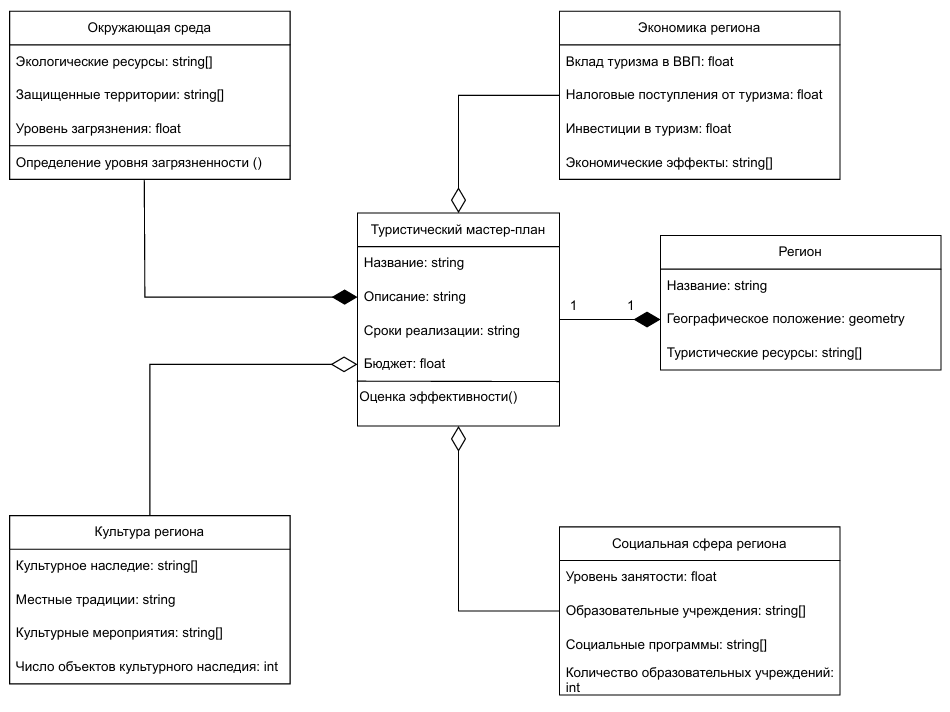 Окружающая среда
Экологические ресурсы: string[]
Защищенные территории: string[]
Уровень загрязнения: float
Определение уровня загрязненности ()
Экономика региона
Вклад туризма в ВВП: float
Налоговые поступления от туризма: float
Инвестиции в туризм: float
Экономические эффекты: string[]
Туристический мастер-план
Название: string
Описание: string
Сроки реализации: string
Бюджет: float
Оценка эффективности()
1
1
Регион
Название: string
Географическое положение: geometry
Туристические ресурсы: string[]
Культура региона
Культурное наследие: string[]
Местные традиции: string
Культурные мероприятия: string[]
Число объектов культурного наследия: int
Социальная сфера региона
Уровень занятости: float
Образовательные учреждения: string[]
Социальные программы: string[]
Количество образовательных учреждений:
int